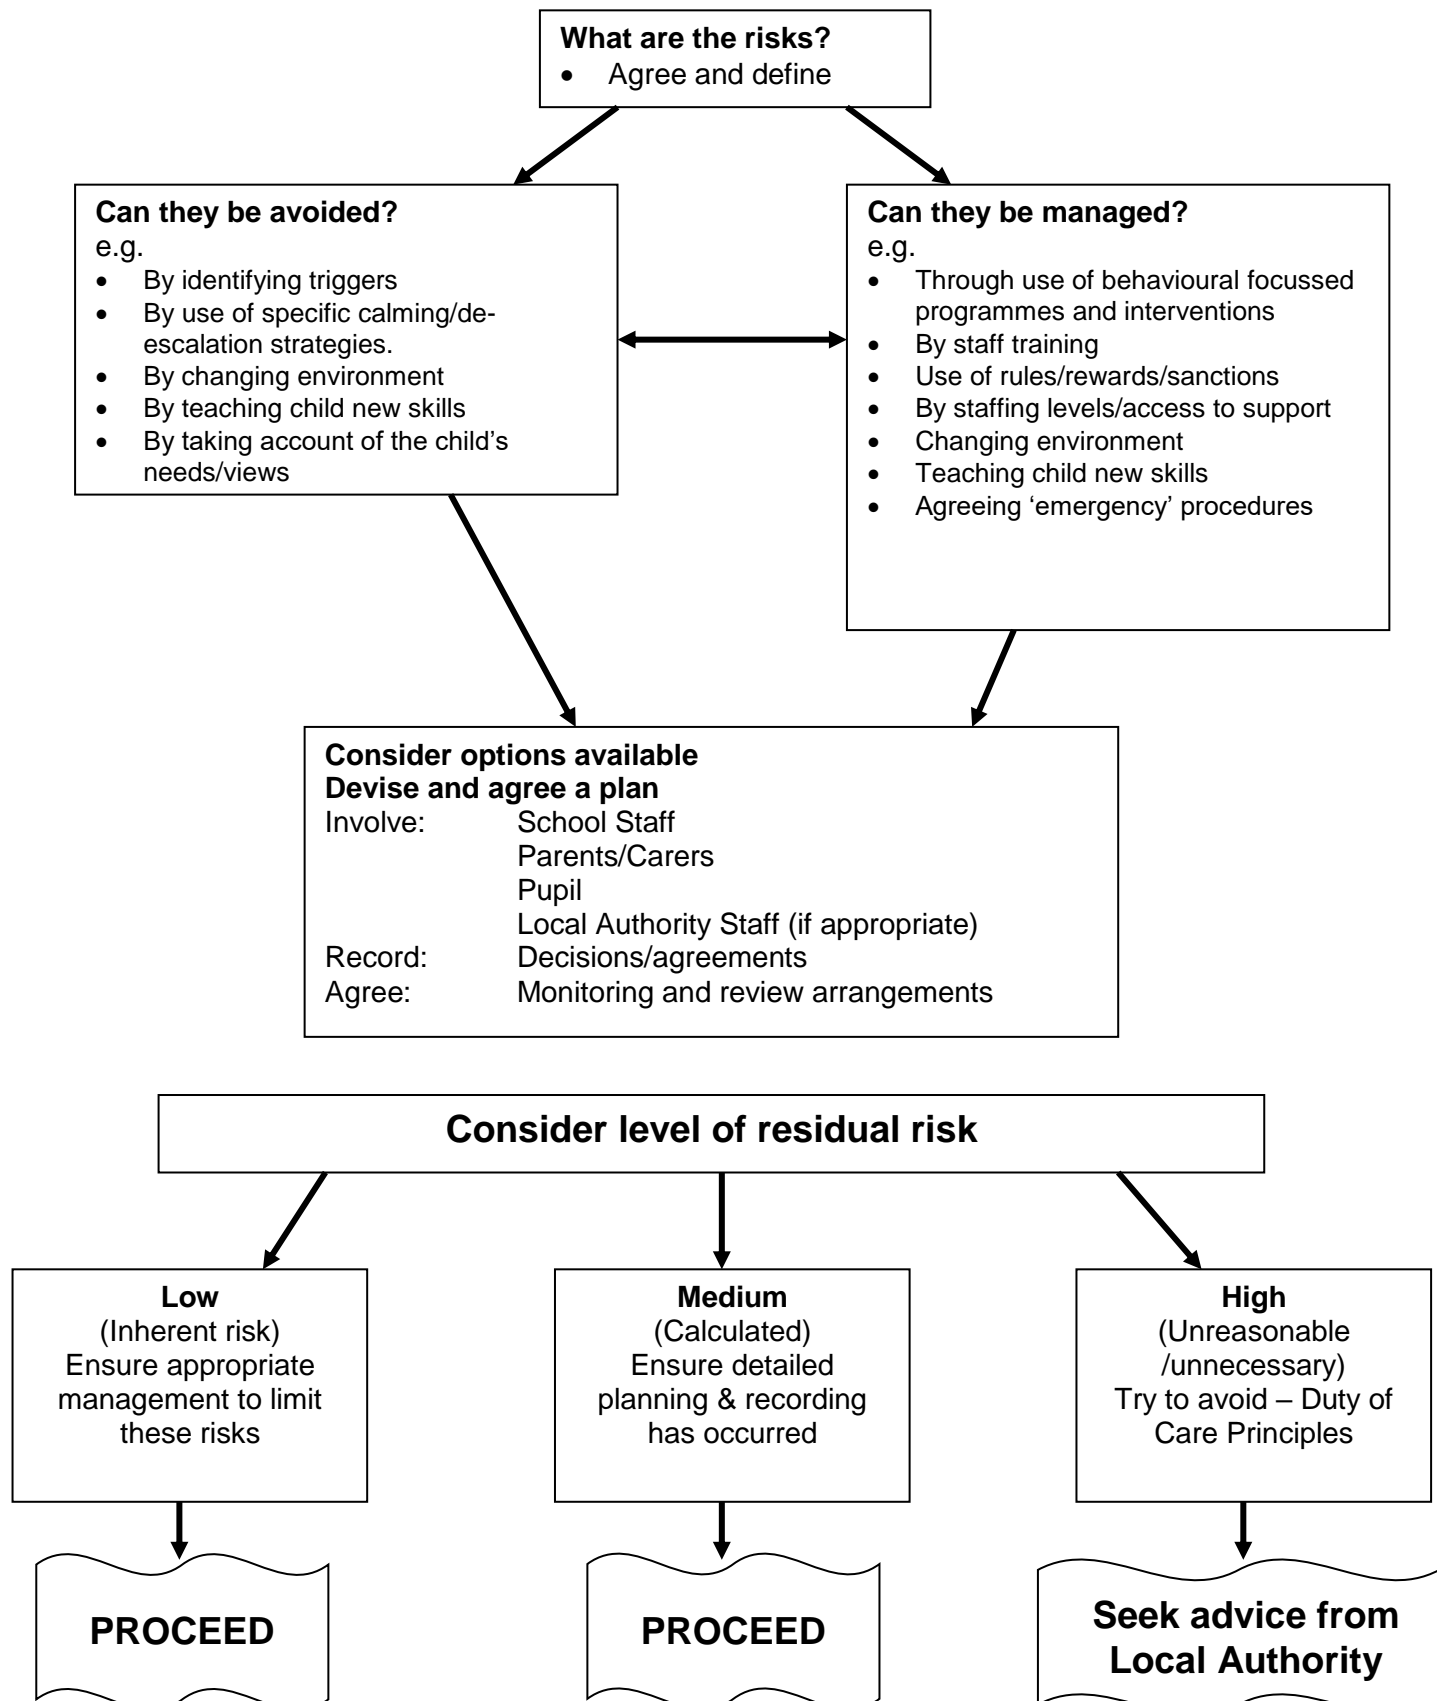 What are the risks?
• Agree and define
Can they be avoided?
e.g.
• By identifying triggers
• By use of specific calming/de-
escalation strategies.
• By changing environment
• By teaching child new skills
• By taking account of the child’s
needs/views
Can they be managed?
e.g.
• Through use of behavioural focussed
programmes and interventions
• By staff training
• Use of rules/rewards/sanctions
• By staffing levels/access to support
• Changing environment
• Teaching child new skills
• Agreeing ‘emergency’ procedures
Consider options available
Devise and agree a plan
Involve: School Staff
Parents/Carers
Pupil
Local Authority Staff (if appropriate)
Record: Decisions/agreements
Agree: Monitoring and review arrangements
Consider level of residual risk
Low
(Inherent risk)
Ensure appropriate
management to limit
these risks
Medium
(Calculated)
Ensure detailed
planning & recording
has occurred
High
(Unreasonable
/unnecessary)
Try to avoid – Duty of
Care Principles
PROCEED
PROCEED
Seek advice from
Local Authority